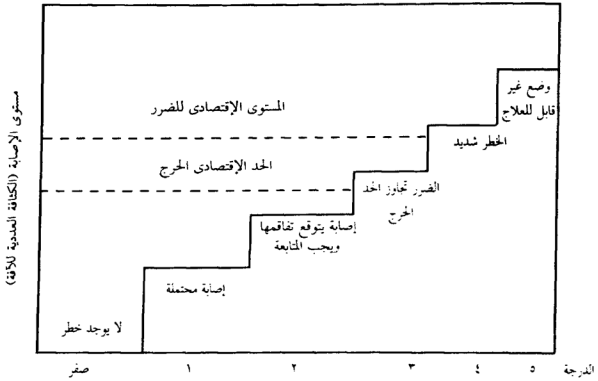 وضع غير
قابل للعلاج
المستوى الإقتصادى للضرر
الخطر شديد
الحد الإقتصادى الحرج
الضرر تجاوز الحد
الحرج
إصابة يتوقع تفاقمها
ويجب المتابعة
إصابة محتملة
لا يوجد خطر
مستوى الإصابة (الكثافة العددية للآفة)
صفر ١ ٢ ٣ ٤ ٥ الدرجة